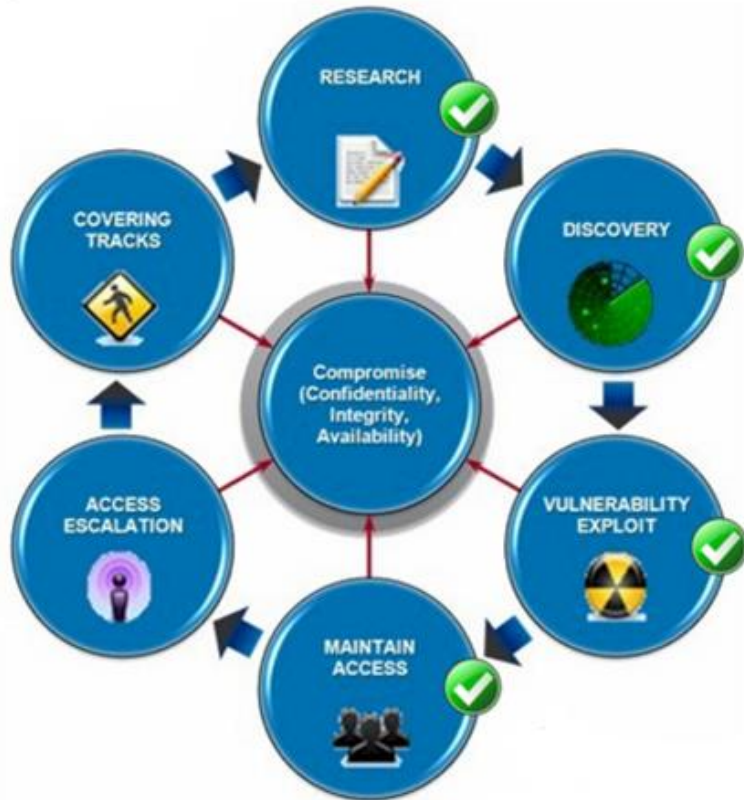 RESEARCH
DISCOVERY
VULNERABILITY
EXPLOIT
MAINTAIN
ACCESS
ACCESS
ESCALATION
COVERING
TRACKS
Compromise
(Confidentiality,
Integrity,
Availability)